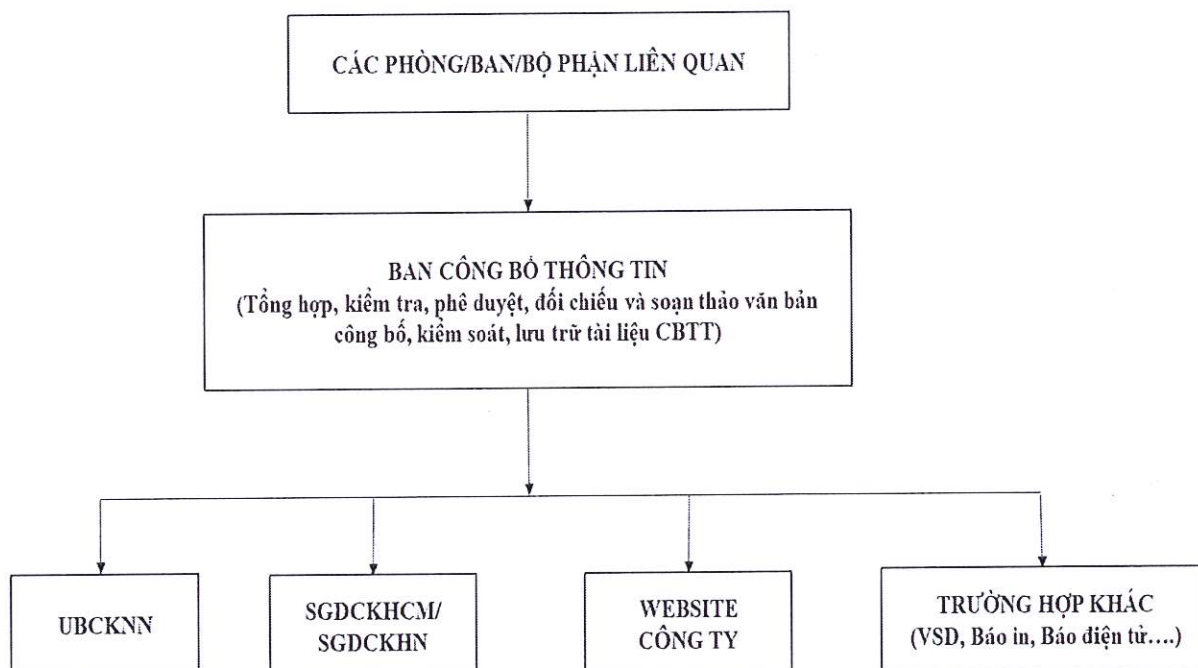 CÁC PHÒNG/BAN/BỘ PHẬN LIÊN QUAN
BAN CÔNG BỐ THÔNG TIN
(Tổng hợp, kiểm tra, phê duyệt, đối chiếu và soạn thảo văn bản
công bố, kiểm soát, lưu trữ tài liệu CBTT)
UBCKNN
SGDCKHCM/
SGDCKHN
WEBSITE
CÔNG TY
TRƯỜNG HỢP KHÁC
(VSD, Báo in, Báo điện tử....)